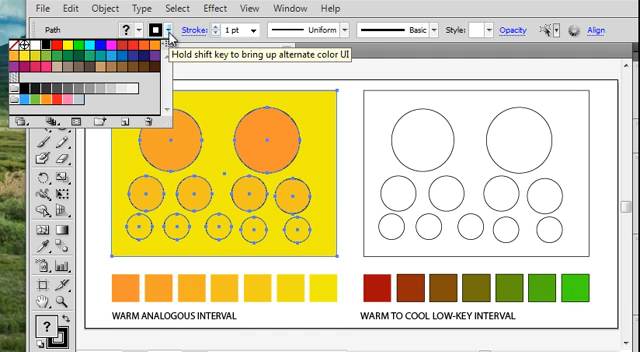 File Edit Object Type Select Effect View Window Help
Path ? Stroke: 1 pt Uniform Basic Style: Opacity Align
Hold shift key to bring up alternate color UI
WARM ANALOGOUS INTERVAL
WARM TO COOL LOW-KEY INTERVAL
?